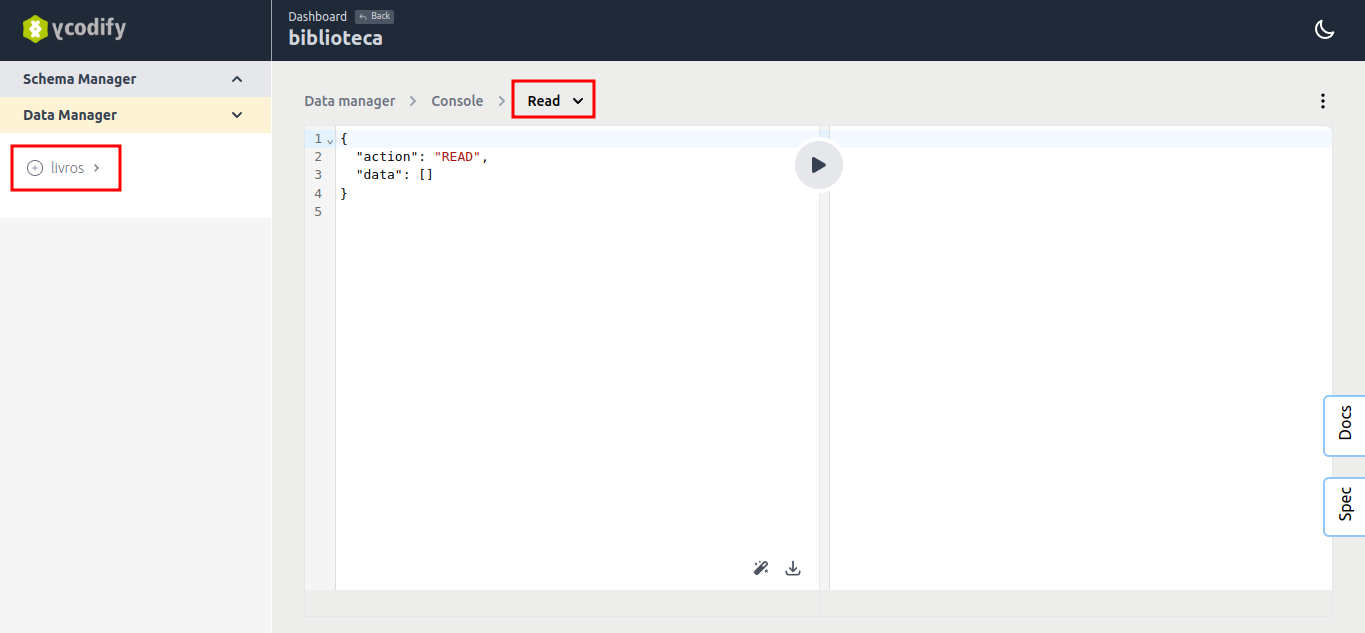 ycodify
Dashboard Back
biblioteca
Schema Manager
Data Manager
livros
Data manager > Console > Read
1 {
2 "action": "READ",
3 "data": []
4 }
5
Docs
Spec